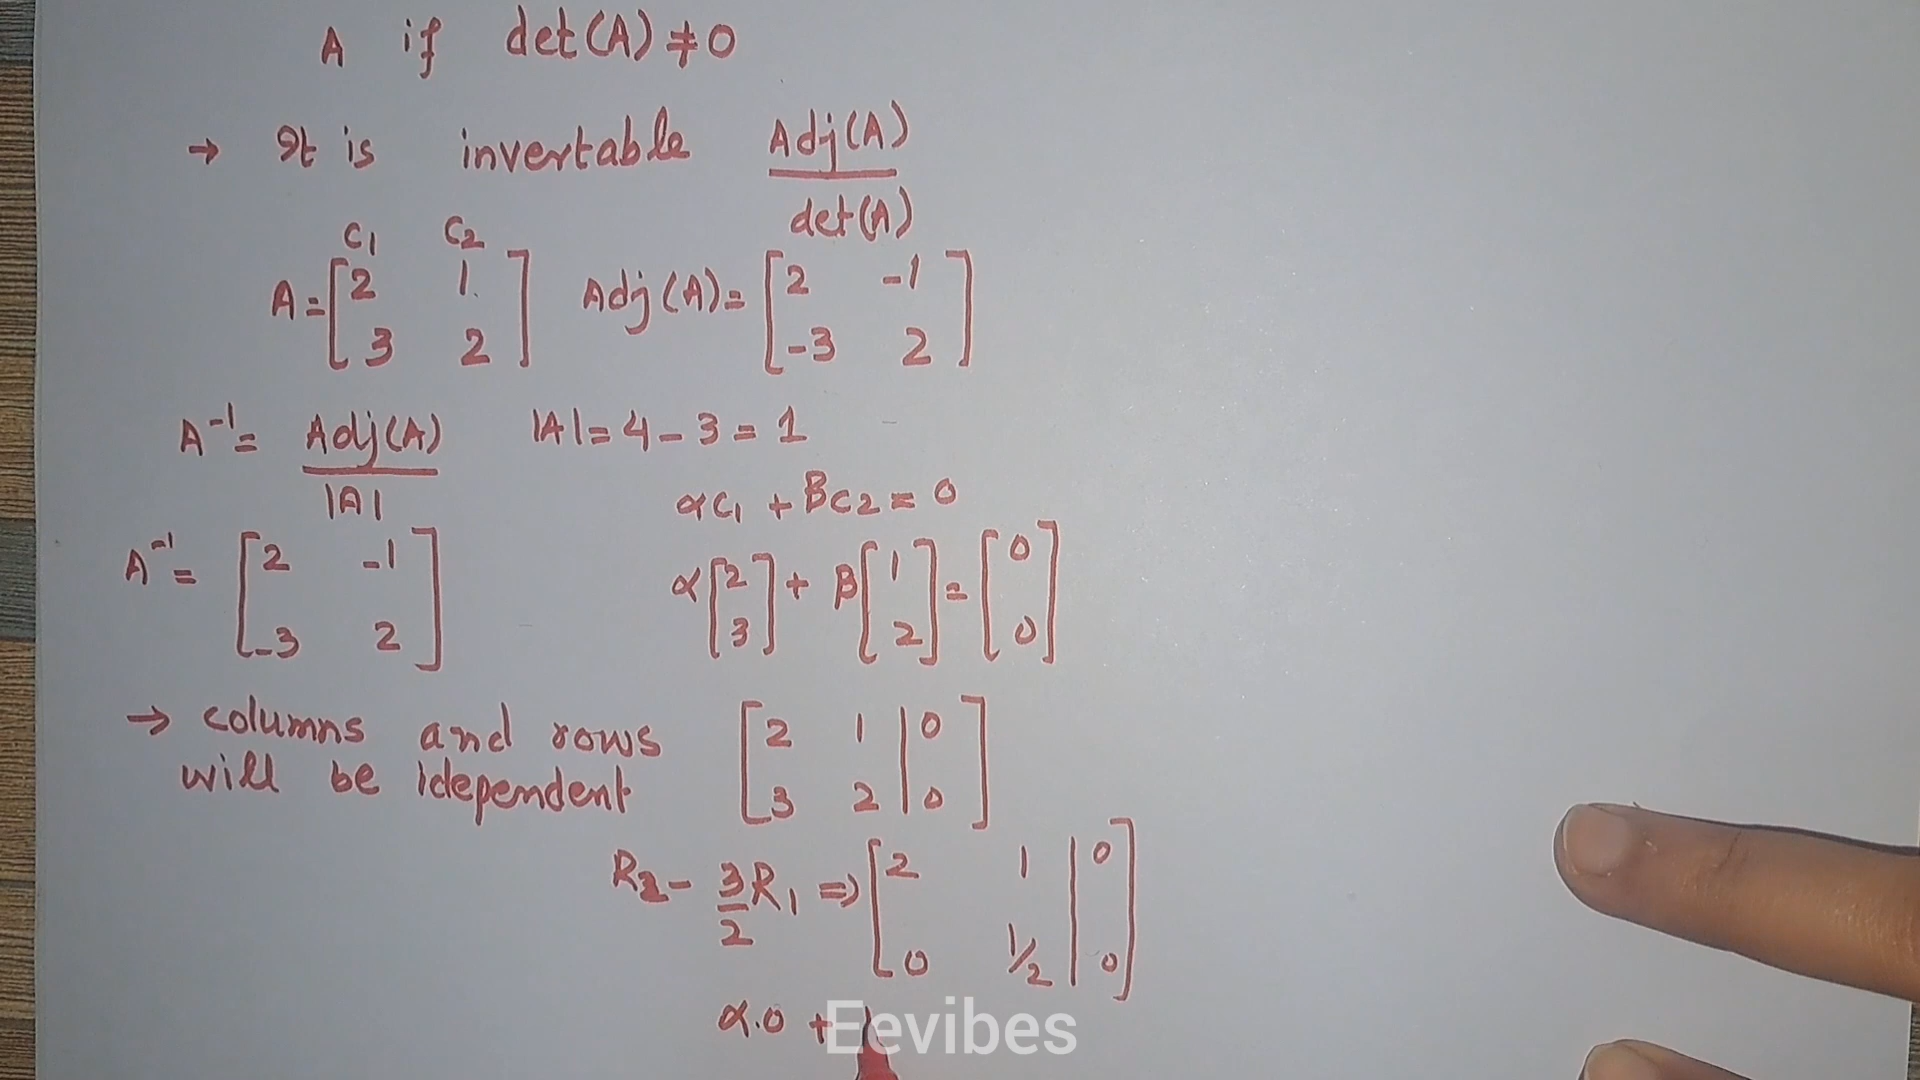 A if det(A) ≠ 0
→ It is invertable Adj(A)
det(A)
C1 C2
A = [2 1. Adj(A) = [2 -1
3 2] -3 2]
A⁻¹ = Adj(A) |A| = 4 - 3 = 1
|A|
αC1 + BC2 = 0
A⁻¹ = [2 -1 α[2 + β[1 = [0
-3 2] 3] 2] 0]
→ columns and rows [2 1 | 0
will be idependent 3 2 | 0]
R2 - 3/2 R1 ⇒ [2 1 | 0
0 1/2 | 0]
α.0 +
Eevibes